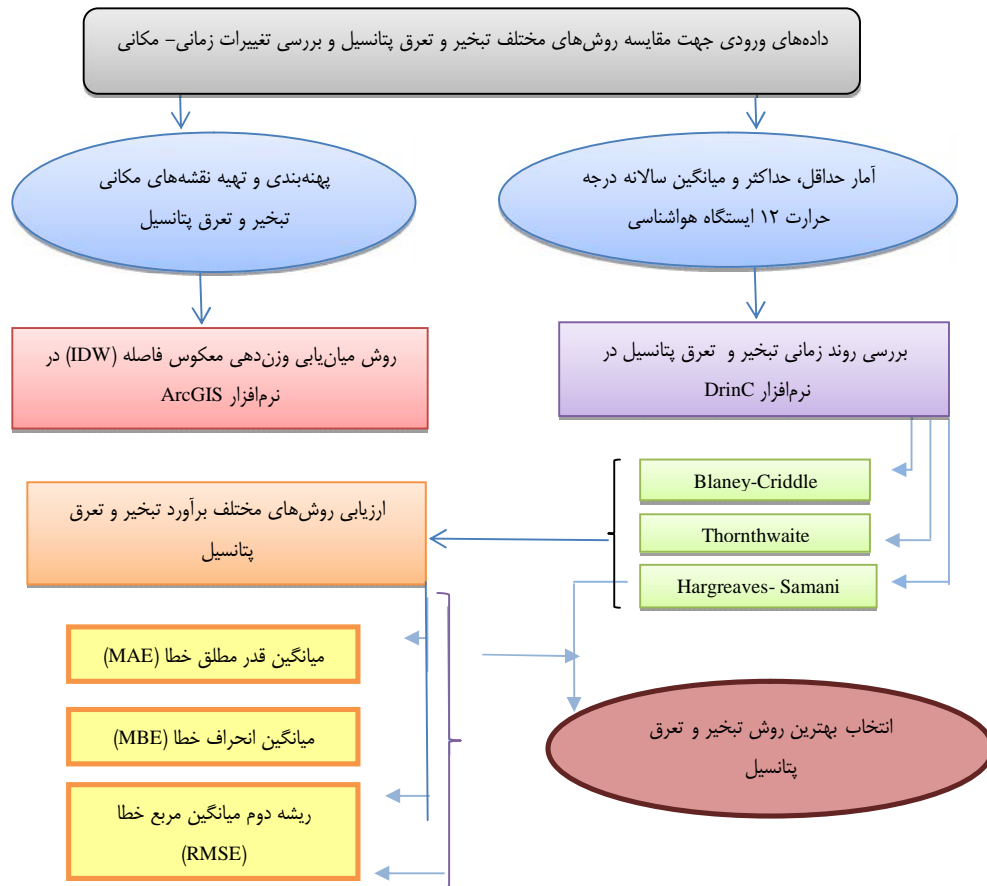 داده‌های ورودی جهت مقایسه روش‌های مختلف تبخیر و تعرق پتانسیل و بررسی تغییرات زمانی- مکانی
آمار حداقل، حداکثر و میانگین سالانه درجه
حرارت ۱۲ ایستگاه هواشناسی
پهنه‌بندی و تهیه نقشه‌های مکانی
تبخیر و تعرق پتانسیل
بررسی روند زمانی تبخیر و تعرق پتانسیل در
نرم‌افزار DrinC
روش میان‌یابی وزن‌دهی معکوس فاصله (IDW) در
نرم‌افزار ArcGIS
Blaney-Criddle
Thornthwaite
Hargreaves- Samani
ارزیابی روش‌های مختلف برآورد تبخیر و تعرق
پتانسیل
میانگین قدر مطلق خطا (MAE)
میانگین انحراف خطا (MBE)
ریشه دوم میانگین مربع خطا
(RMSE)
انتخاب بهترین روش تبخیر و تعرق
پتانسیل